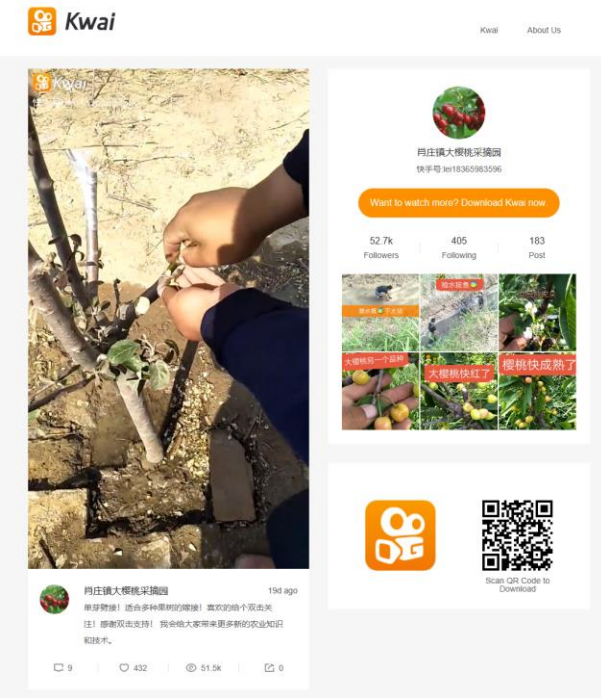 Kwai
Kwai
About Us
Kwai
肖庄镇大樱桃采摘园
快手号:lei18365983596
Want to watch more? Download Kwai now
52.7k
405
183
Followers
Following
Post
大樱桃另一个品种
大樱桃快红了
樱桃快成熟了
Scan QR Code to
Download
肖庄镇大樱桃采摘园
19d ago
单芽劈接！适合多种果树的嫁接！喜欢的给个双击关
注！感谢双击支持！ 我会给大家带来更多新的农业知识
和技术。
9
432
51.5k
0